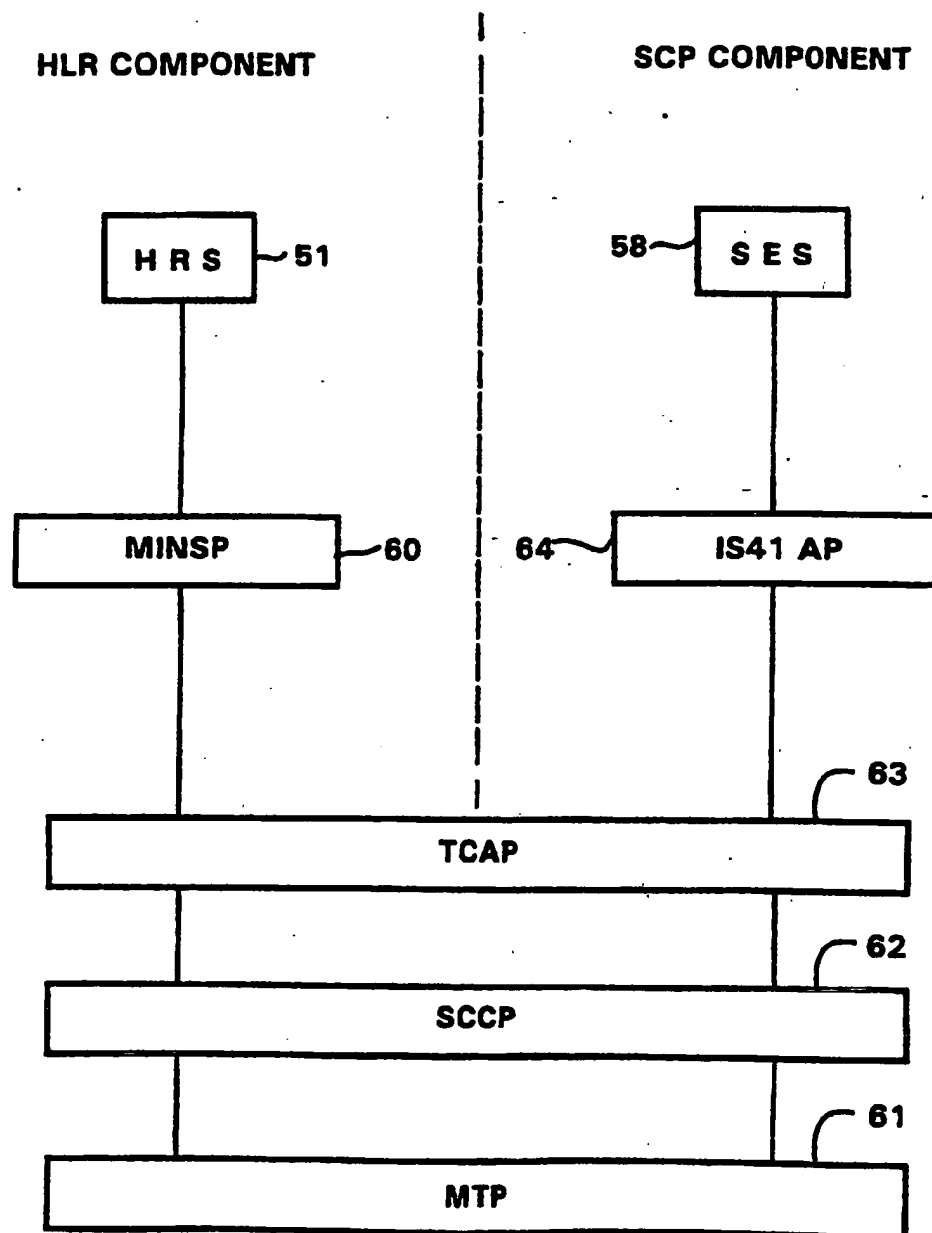 HLR COMPONENT
SCP COMPONENT
H R S
51
58
S E S
MINSP
60
64
IS41 AP
63
TCAP
62
SCCP
61
MTP